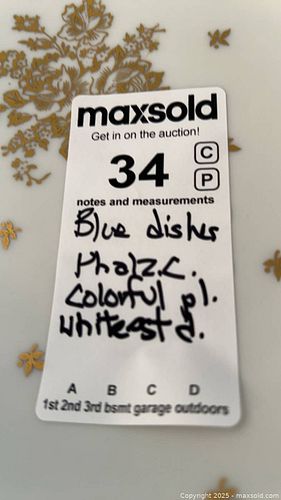 maxsold
Get in on the auction!
34
C
P
notes and measurements
Blue dishes
colorful pl.
A B C D
1st 2nd 3rd bsmt garage outdoors
Copyright 2025 - maxsold.com